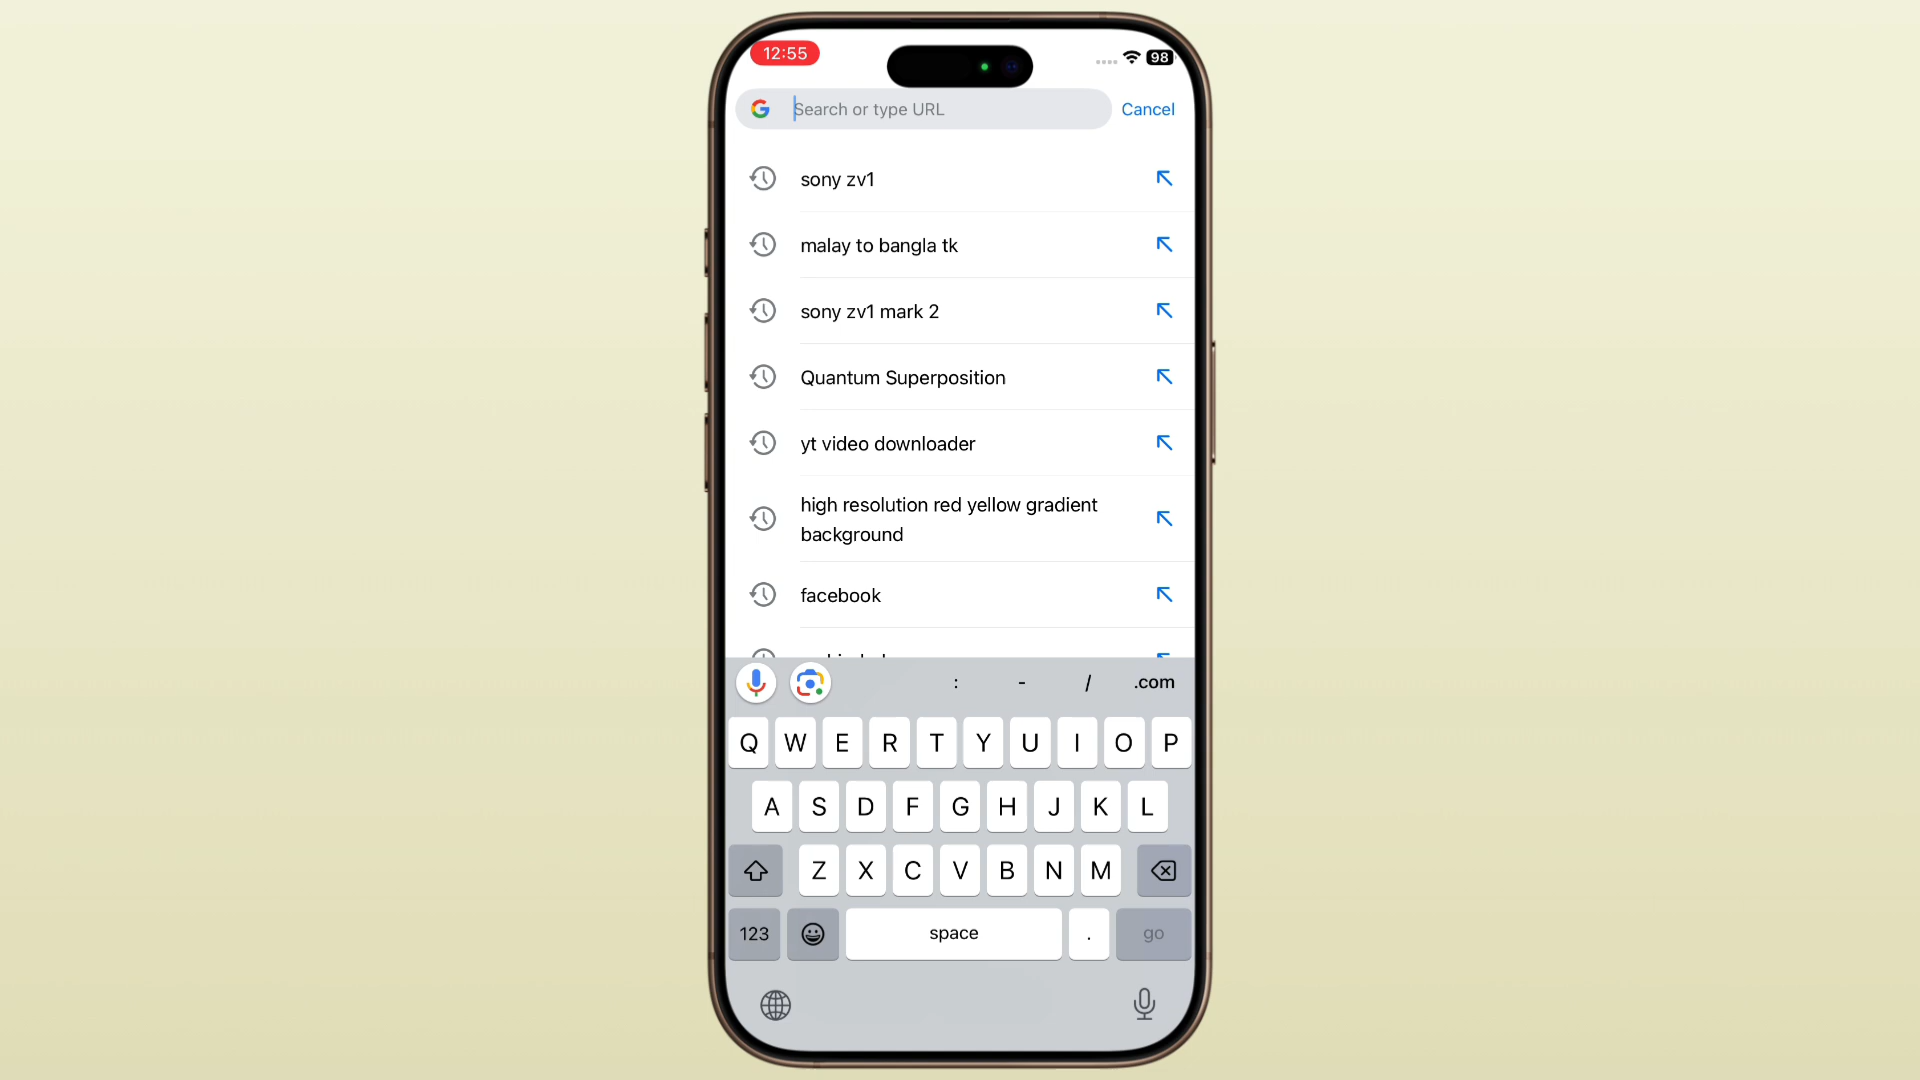 12:55
98
Search or type URL
Cancel
sony zv1
malay to bangla tk
sony zv1 mark 2
Quantum Superposition
yt video downloader
high resolution red yellow gradient
background
facebook
: - / .com
Q W E R T Y U I O P
A S D F G H J K L
Z X C V B N M
123 space . go